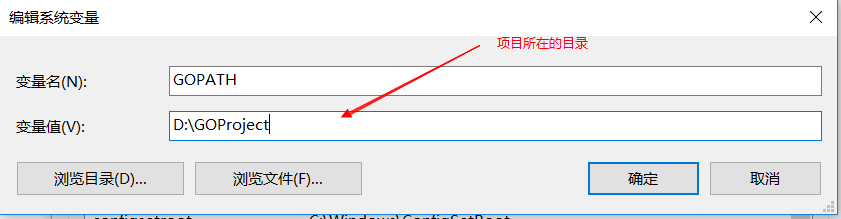 编辑系统变量
项目所在的目录
变量名(N):
GOPATH
变量值(V):
D:\GOProject
浏览目录(D)...
浏览文件(F)...
确定
取消